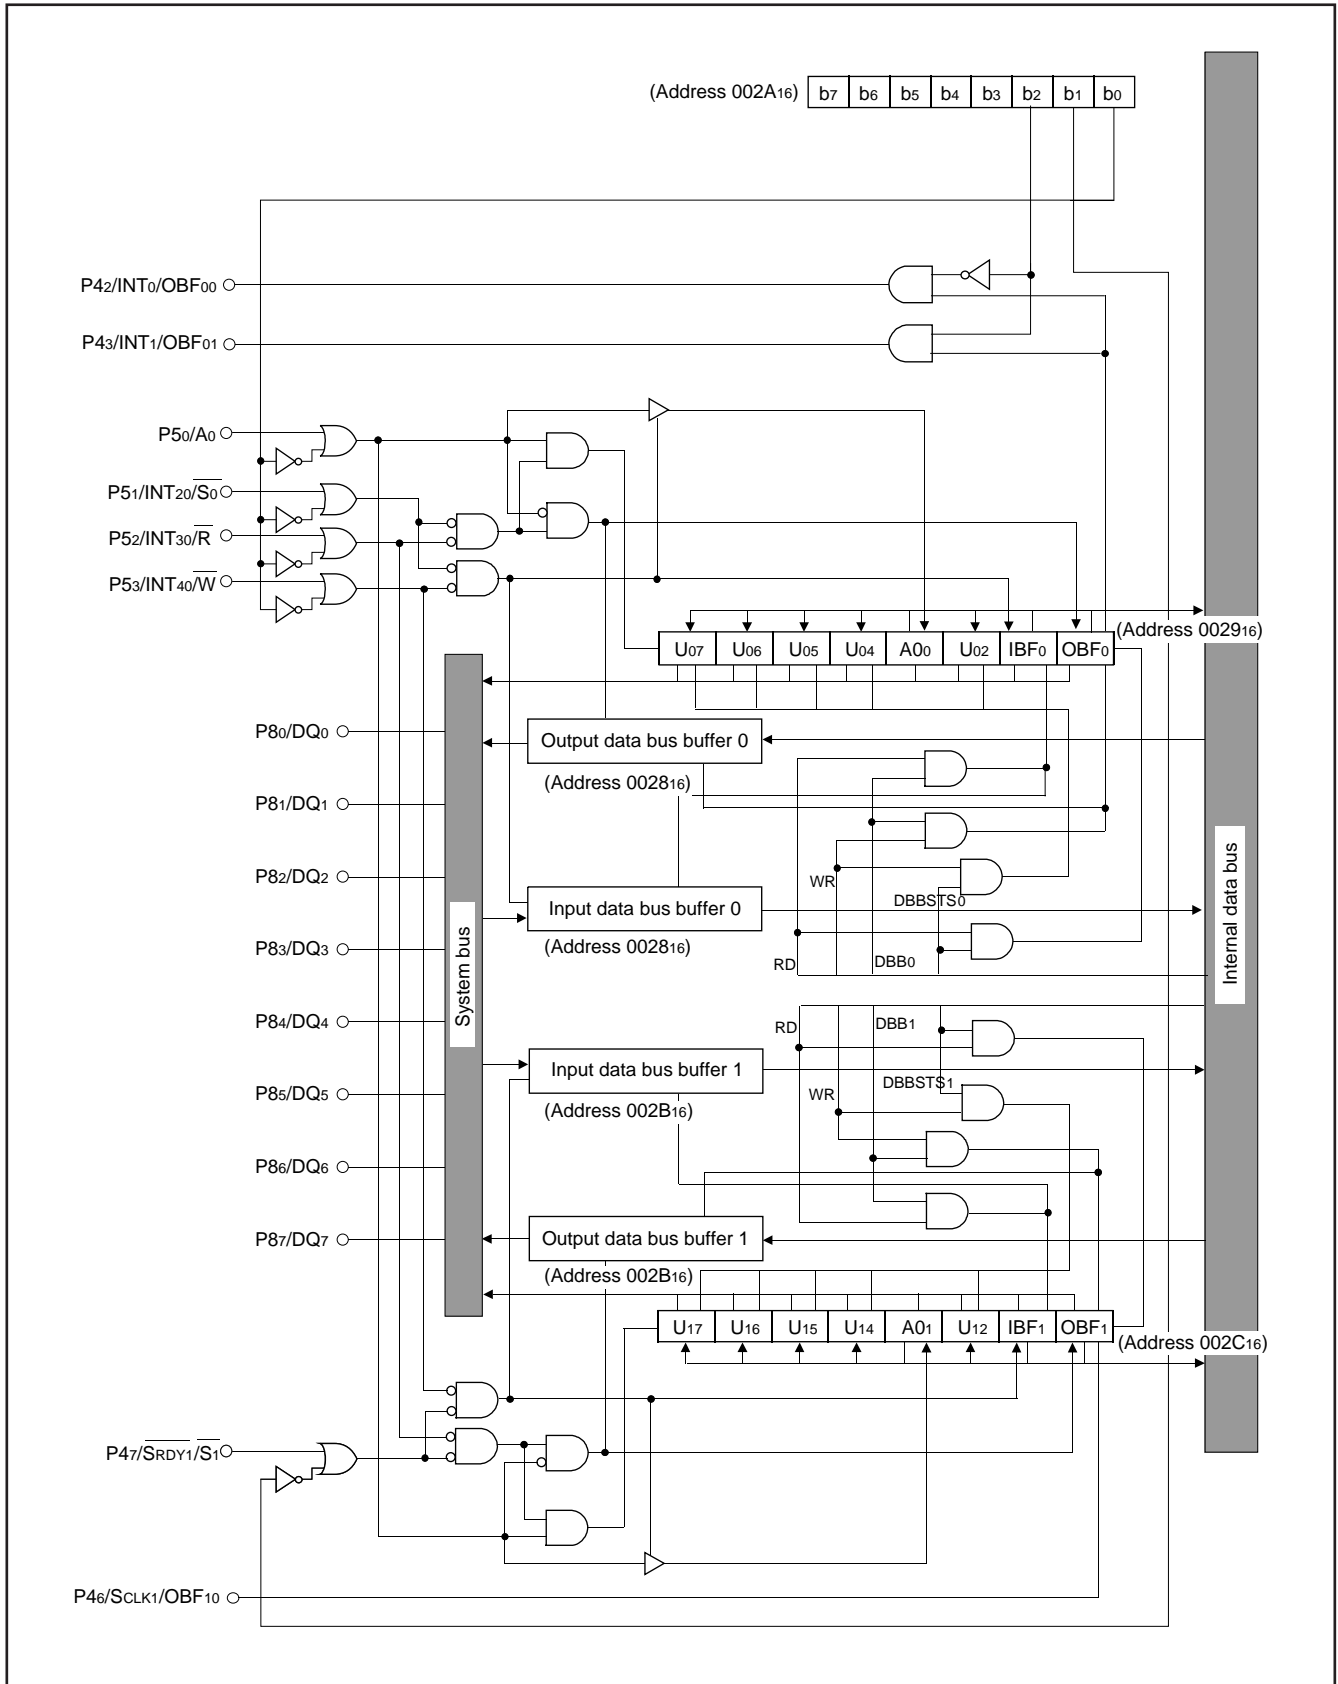 (Address 002A16) b7 b6 b5 b4 b3 b2 b1 b0
P42/INT0/OBF00
P43/INT1/OBF01
P50/A0
P51/INT20/S0
P52/INT30/R
P53/INT40/W
(Address 002916)
U07 U06 U05 U04 A00 U02 IBF0 OBF0
P80/DQ0
Output data bus buffer 0
(Address 002816)
P81/DQ1
P82/DQ2
WR
DBBSTS0
Input data bus buffer 0
(Address 002816)
P83/DQ3
RD
DBB0
System bus
Internal data bus
P84/DQ4
RD
DBB1
Input data bus buffer 1
DBBSTS1
P85/DQ5
WR
(Address 002B16)
P86/DQ6
P87/DQ7
Output data bus buffer 1
(Address 002B16)
U17 U16 U15 U14 A01 U12 IBF1 OBF1
(Address 002C16)
P47/SRDY1/S1
P46/SCLK1/OBF10